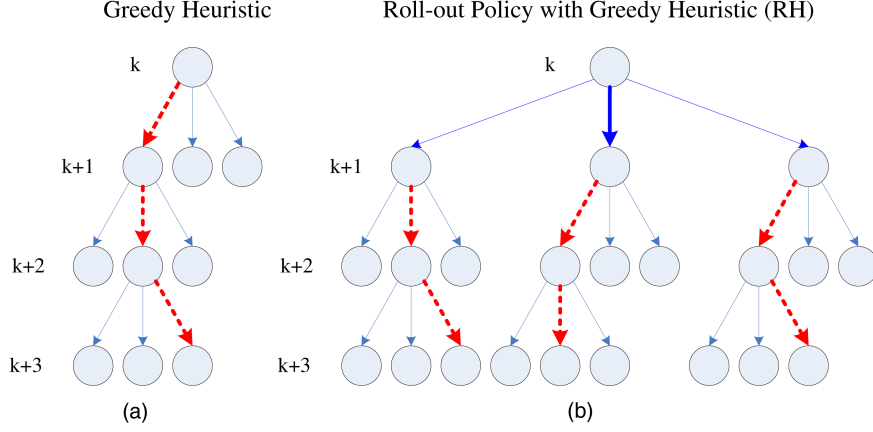 Greedy Heuristic
k
k+1
k+2
k+3
(a)
Roll-out Policy with Greedy Heuristic (RH)
k
k+1
k+2
k+3
(b)